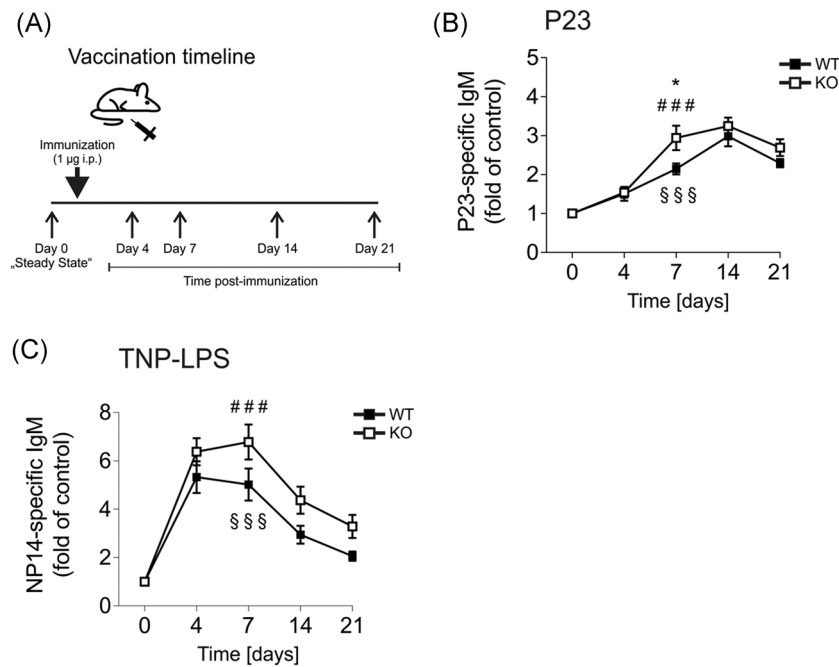 (A)
Vaccination timeline
Immunization
(1 µg i.p.)
Day 0
„Steady State“
Day 4
Day 7
Day 14
Day 21
Time post-immunization
(B)
P23
P23-specific IgM
(fold of control)
5
4
3
2
1
*
###
§§§
WT
KO
0 4 7 14 21
Time [days]
(C)
TNP-LPS
NP14-specific IgM
(fold of control)
8
6
4
2
0
###
§§§
WT
KO
0 4 7 14 21
Time [days]